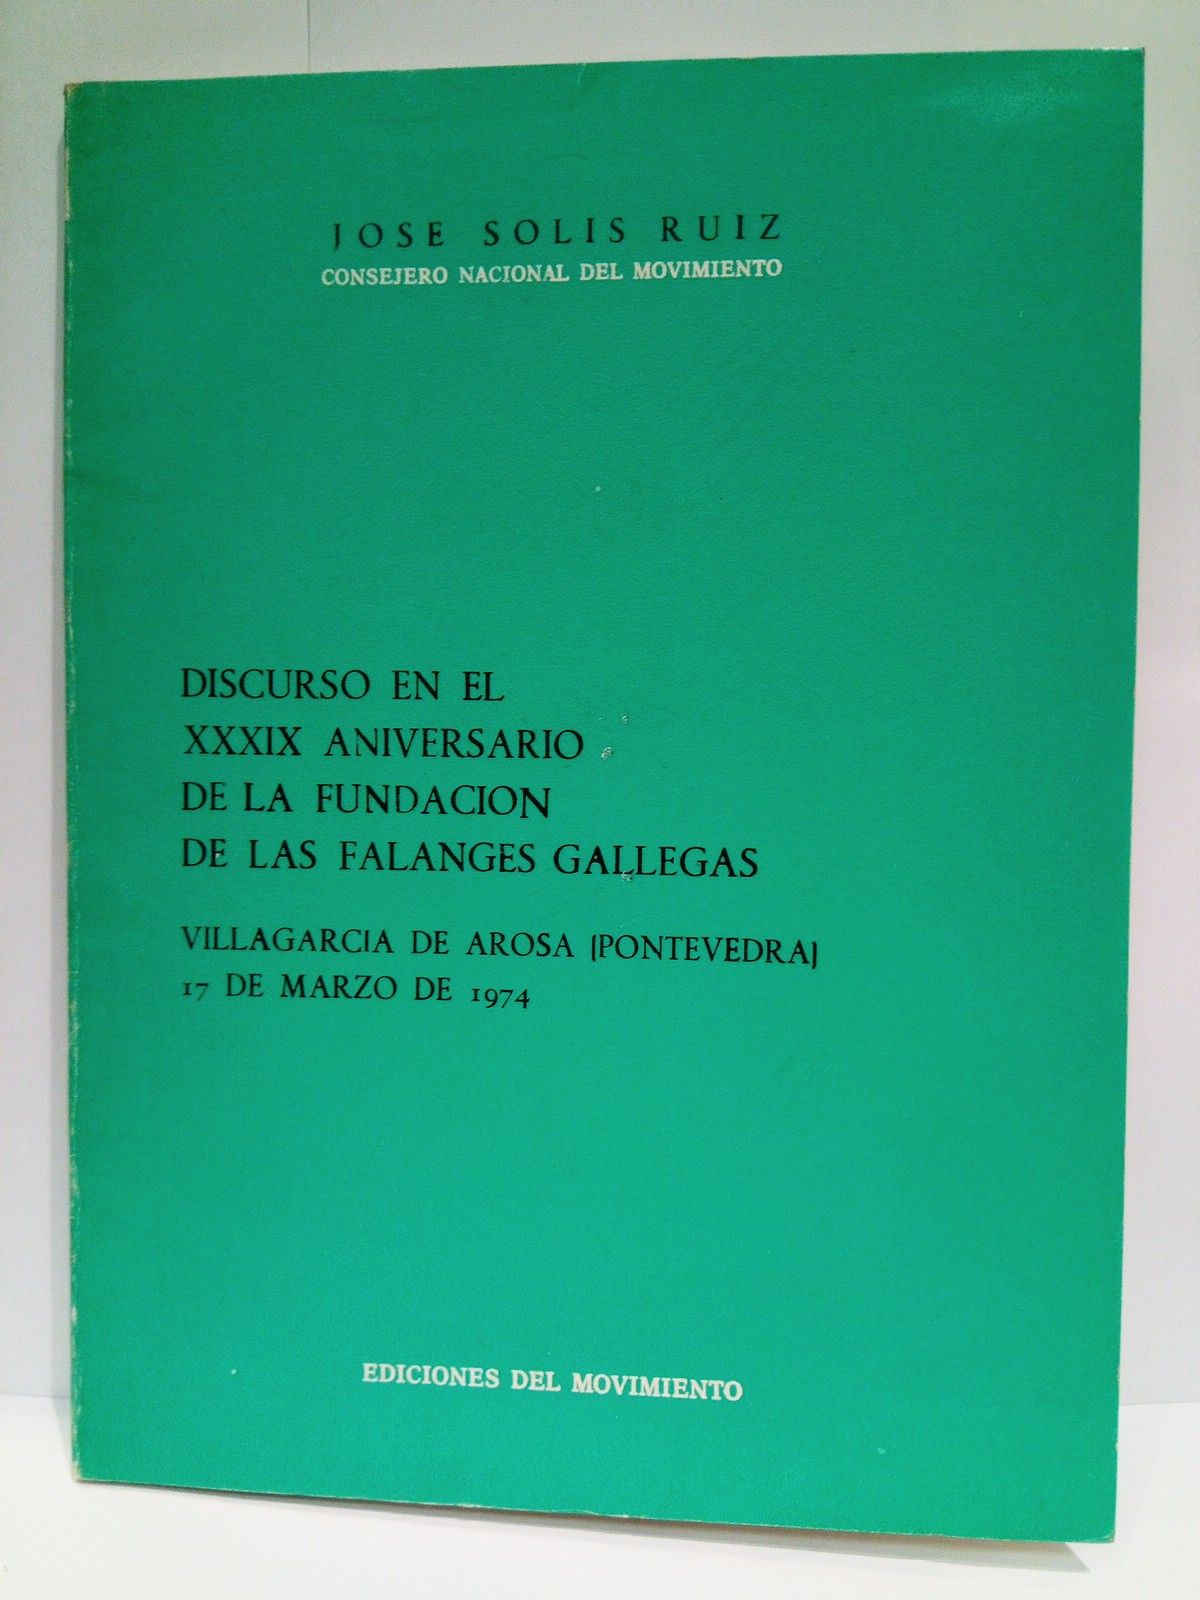 JOSE SOLIS RUIZ
CONSEJERO NACIONAL DEL MOVIMIENTO
DISCURSO EN EL
XXXIX ANIVERSARIO
DE LA FUNDACION
DE LAS FALANGES GALLEGAS
VILLAGARCIA DE AROSA (PONTEVEDRA)
17 DE MARZO DE 1974
EDICIONES DEL MOVIMIENTO